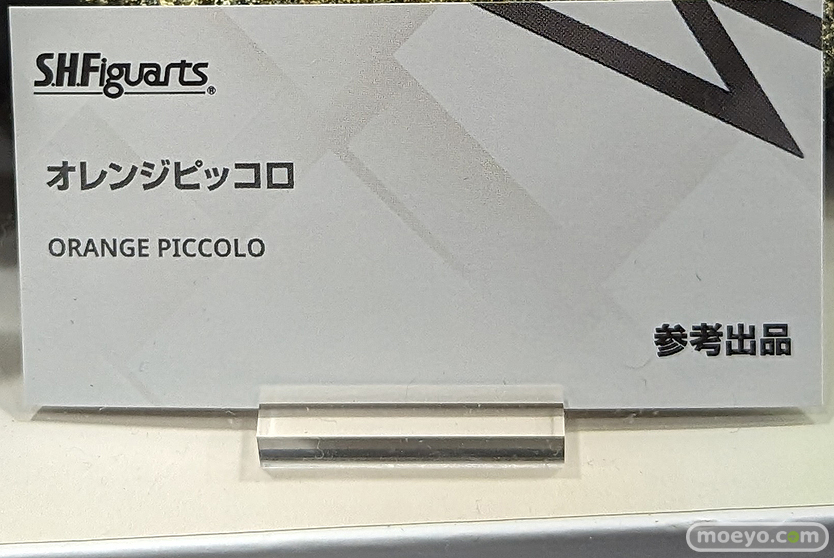 S.H.Figuarts®
オレンジピッコロ
ORANGE PICCOLO
参考出品
moeyo.com